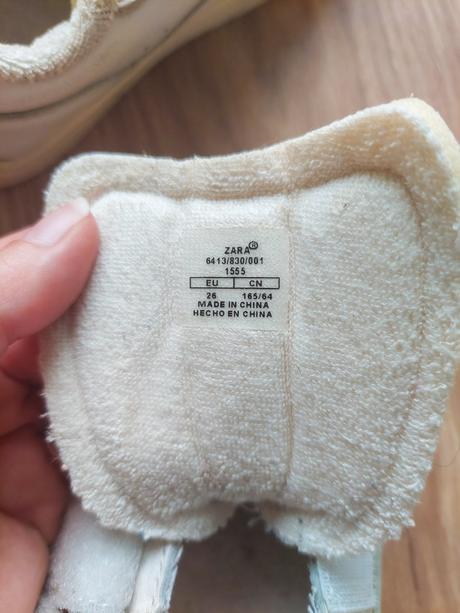 ZARA®
6413/830/001
1555
EU CN
26 165/64
MADE IN CHINA
HECHO EN CHINA